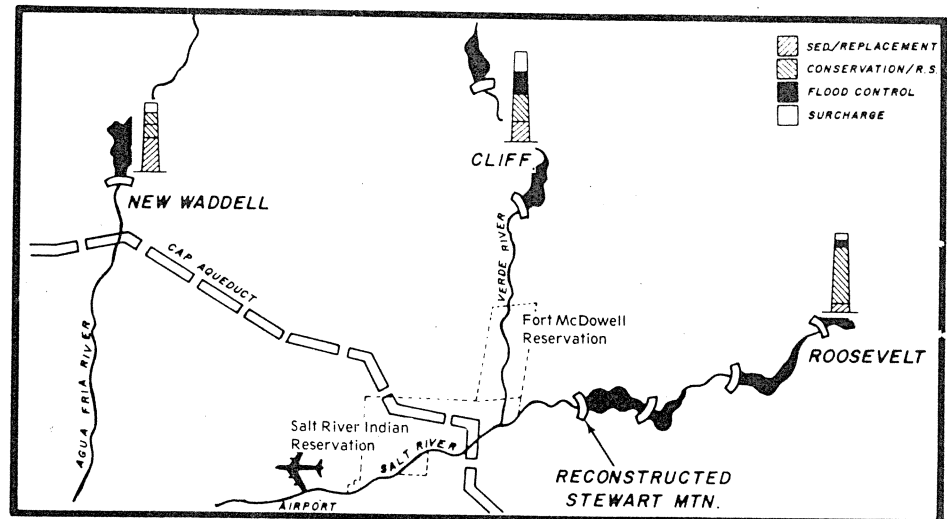 SED./REPLACEMENT
CONSERVATION/R.S.
FLOOD CONTROL
SURCHARGE
CLIFF
NEW WADDELL
CAP AQUEDUCT
VERDE RIVER
Fort McDowell
Reservation
ROOSEVELT
AGUA FRIA RIVER
Salt River Indian
Reservation
SALT RIVER
RECONSTRUCTED
STEWART MTN.
AIRPORT